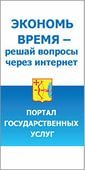 ЭКОНОМЬ
ВРЕМЯ –
решай вопросы
через интернет
ПОРТАЛ
ГОСУДАРСТВЕННЫХ
УСЛУГ